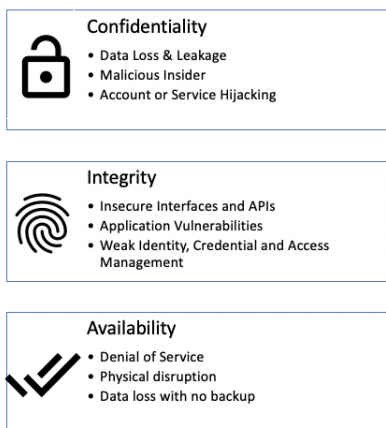 Confidentiality
• Data Loss & Leakage
• Malicious Insider
• Account or Service Hijacking
Integrity
• Insecure Interfaces and APIs
• Application Vulnerabilities
• Weak Identity, Credential and Access
Management
Availability
• Denial of Service
• Physical disruption
• Data loss with no backup